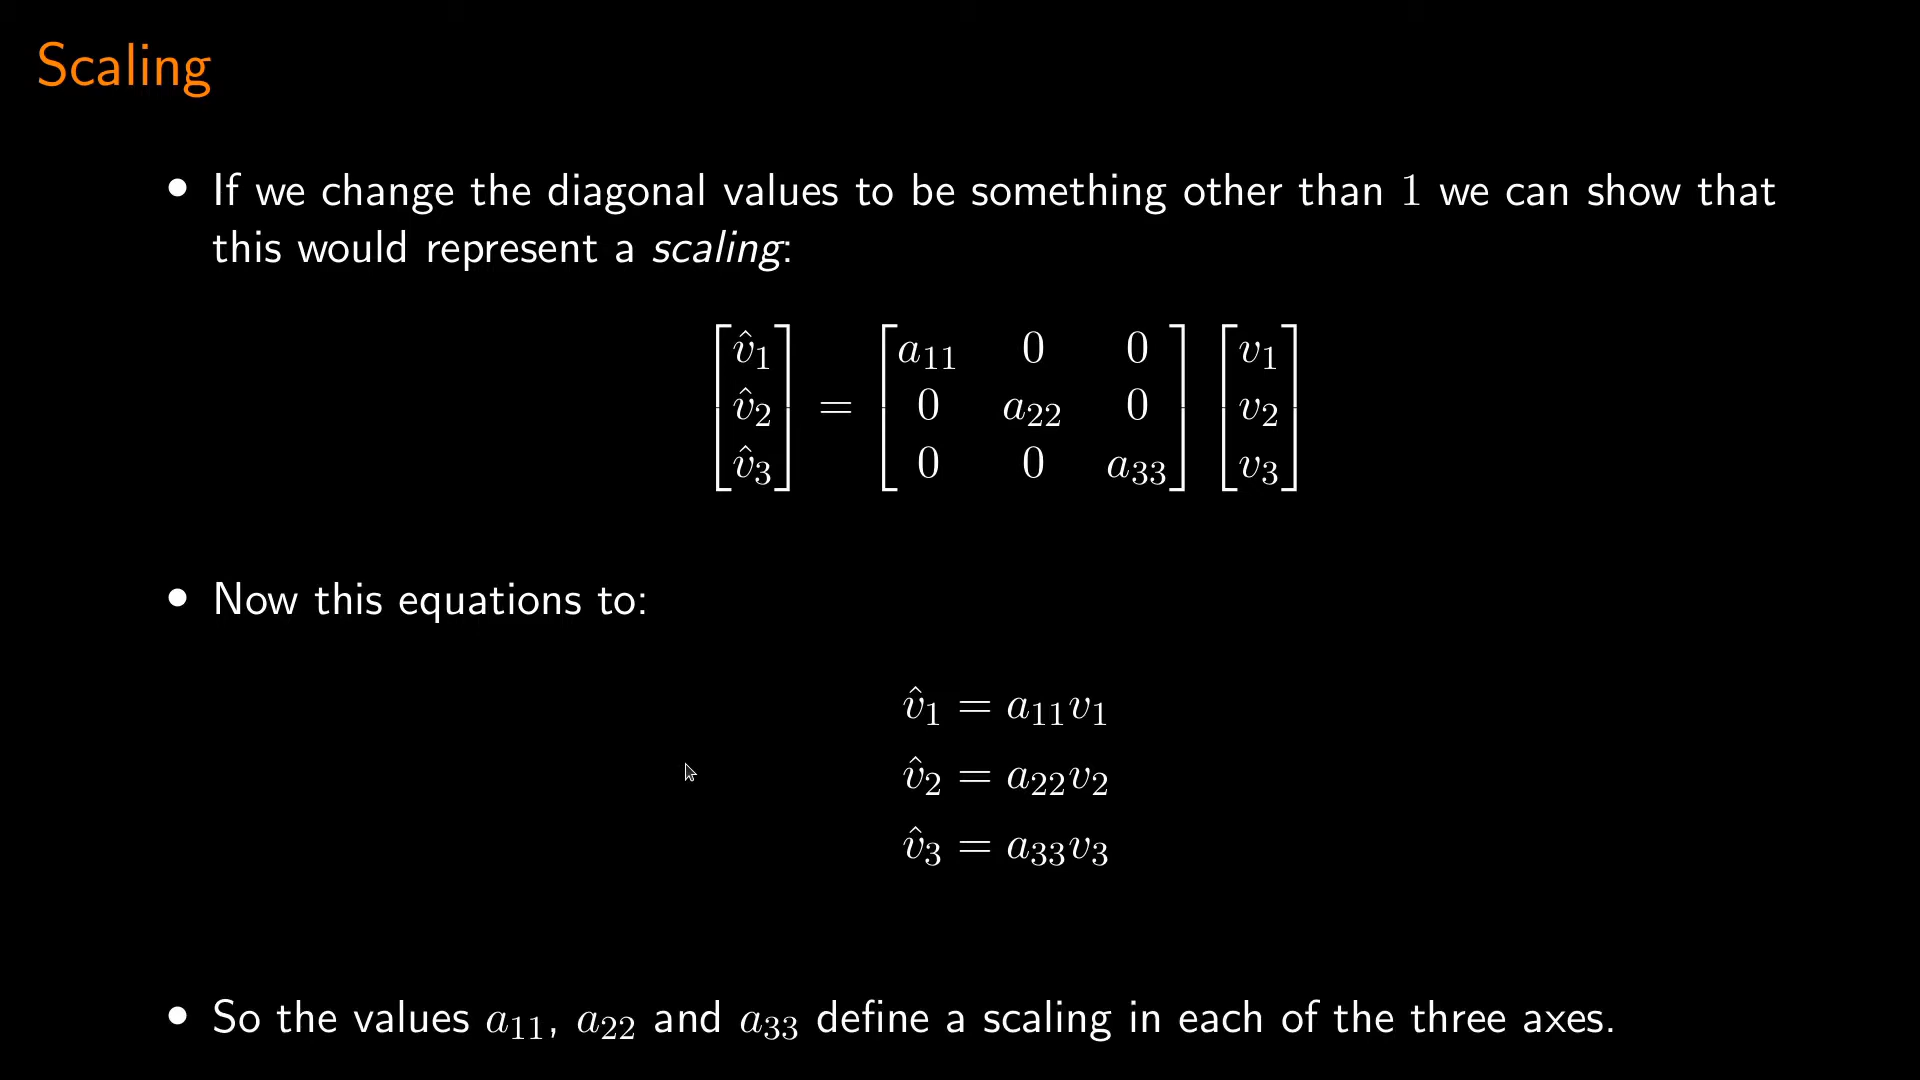 Scaling
• If we change the diagonal values to be something other than 1 we can show that
this would represent a scaling:
[v̂₁] = [a₁₁ 0 0] [v₁]
[v̂₂] [0 a₂₂ 0] [v₂]
[v̂₃] [0 0 a₃₃] [v₃]
• Now this equations to:
v̂₁ = a₁₁v₁
v̂₂ = a₂₂v₂
v̂₃ = a₃₃v₃
• So the values a₁₁, a₂₂ and a₃₃ define a scaling in each of the three axes.